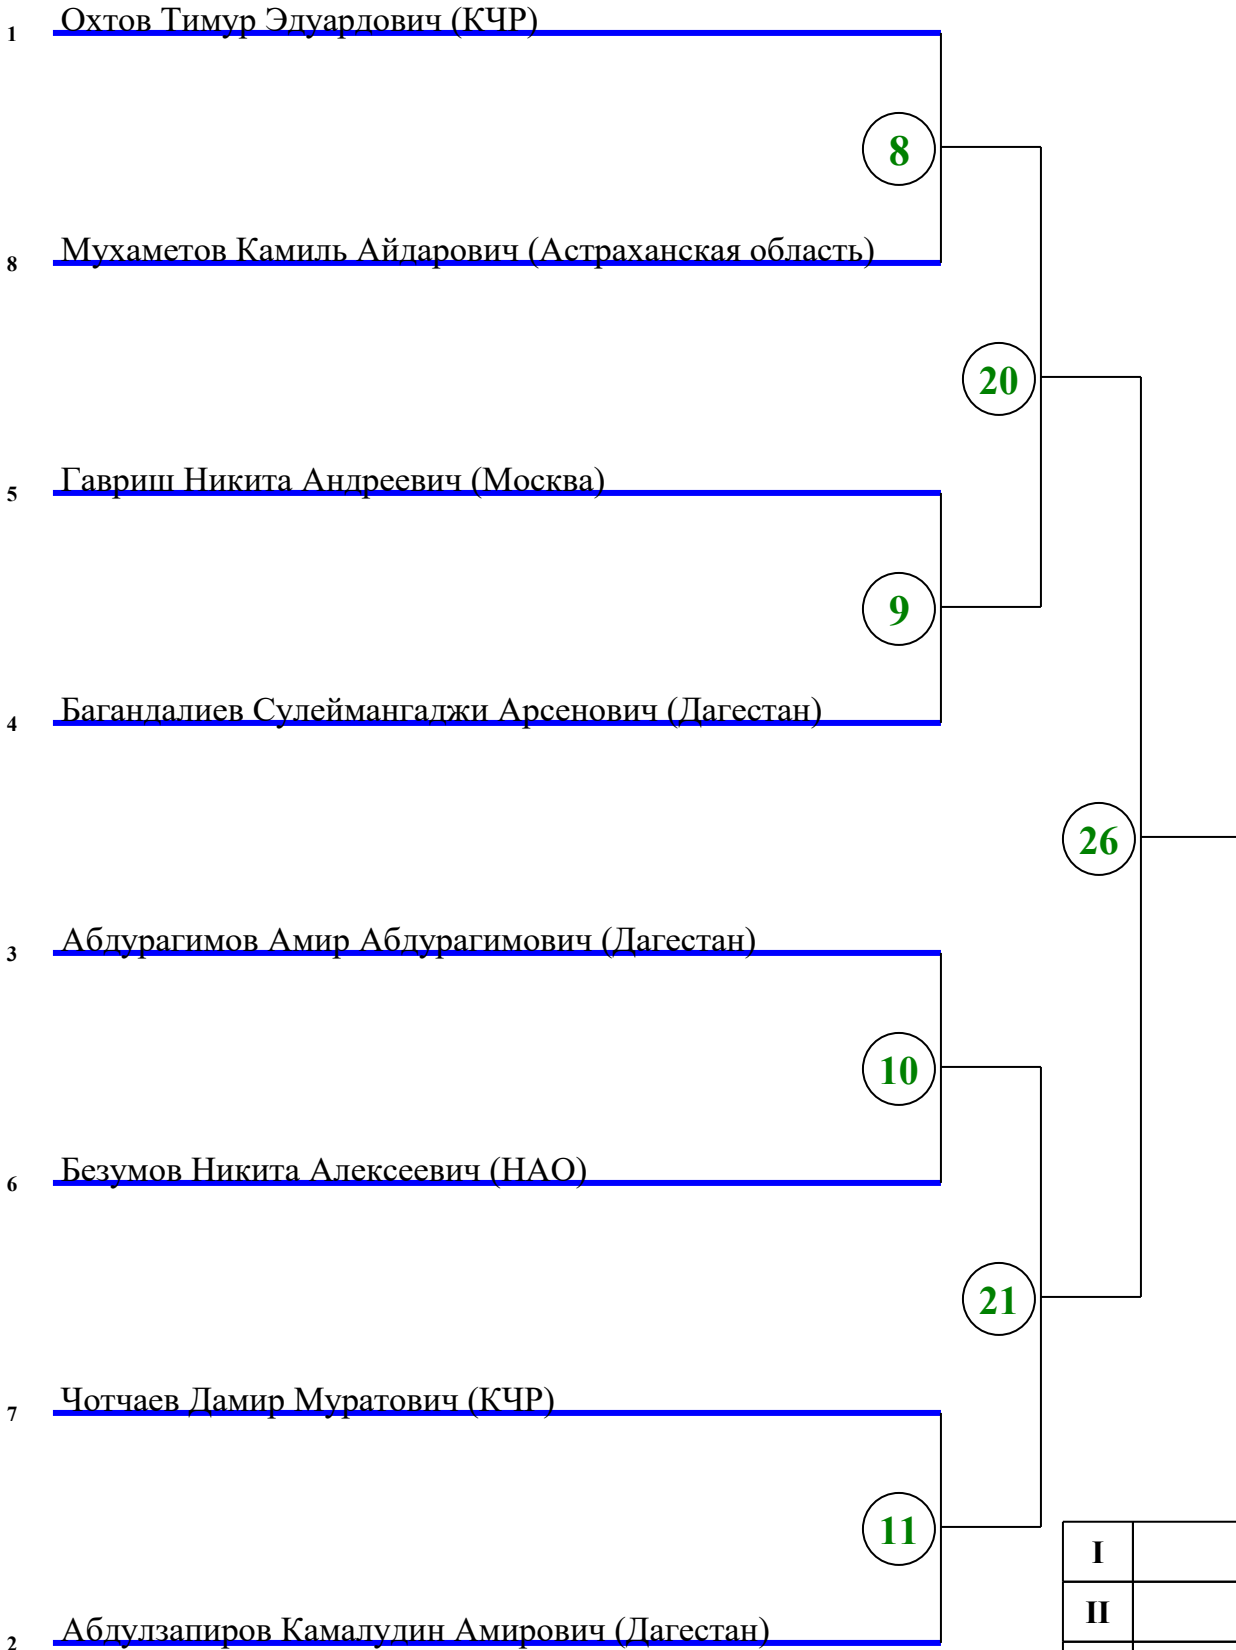 1 Охтов Тимур Эдуардович (КЧР)
8
8 Мухаметов Камиль Айдарович (Астраханская область)
20
5 Гавриш Никита Андреевич (Москва)
9
4 Багандалиев Сулеймангаджи Арсенович (Дагестан)
26
3 Абдурагимов Амир Абдурагимович (Дагестан)
10
6 Безумов Никита Алексеевич (НАО)
21
7 Чотчаев Дамир Муратович (КЧР)
11
I
II
2 Абдулзапиров Камалудин Амирович (Дагестан)